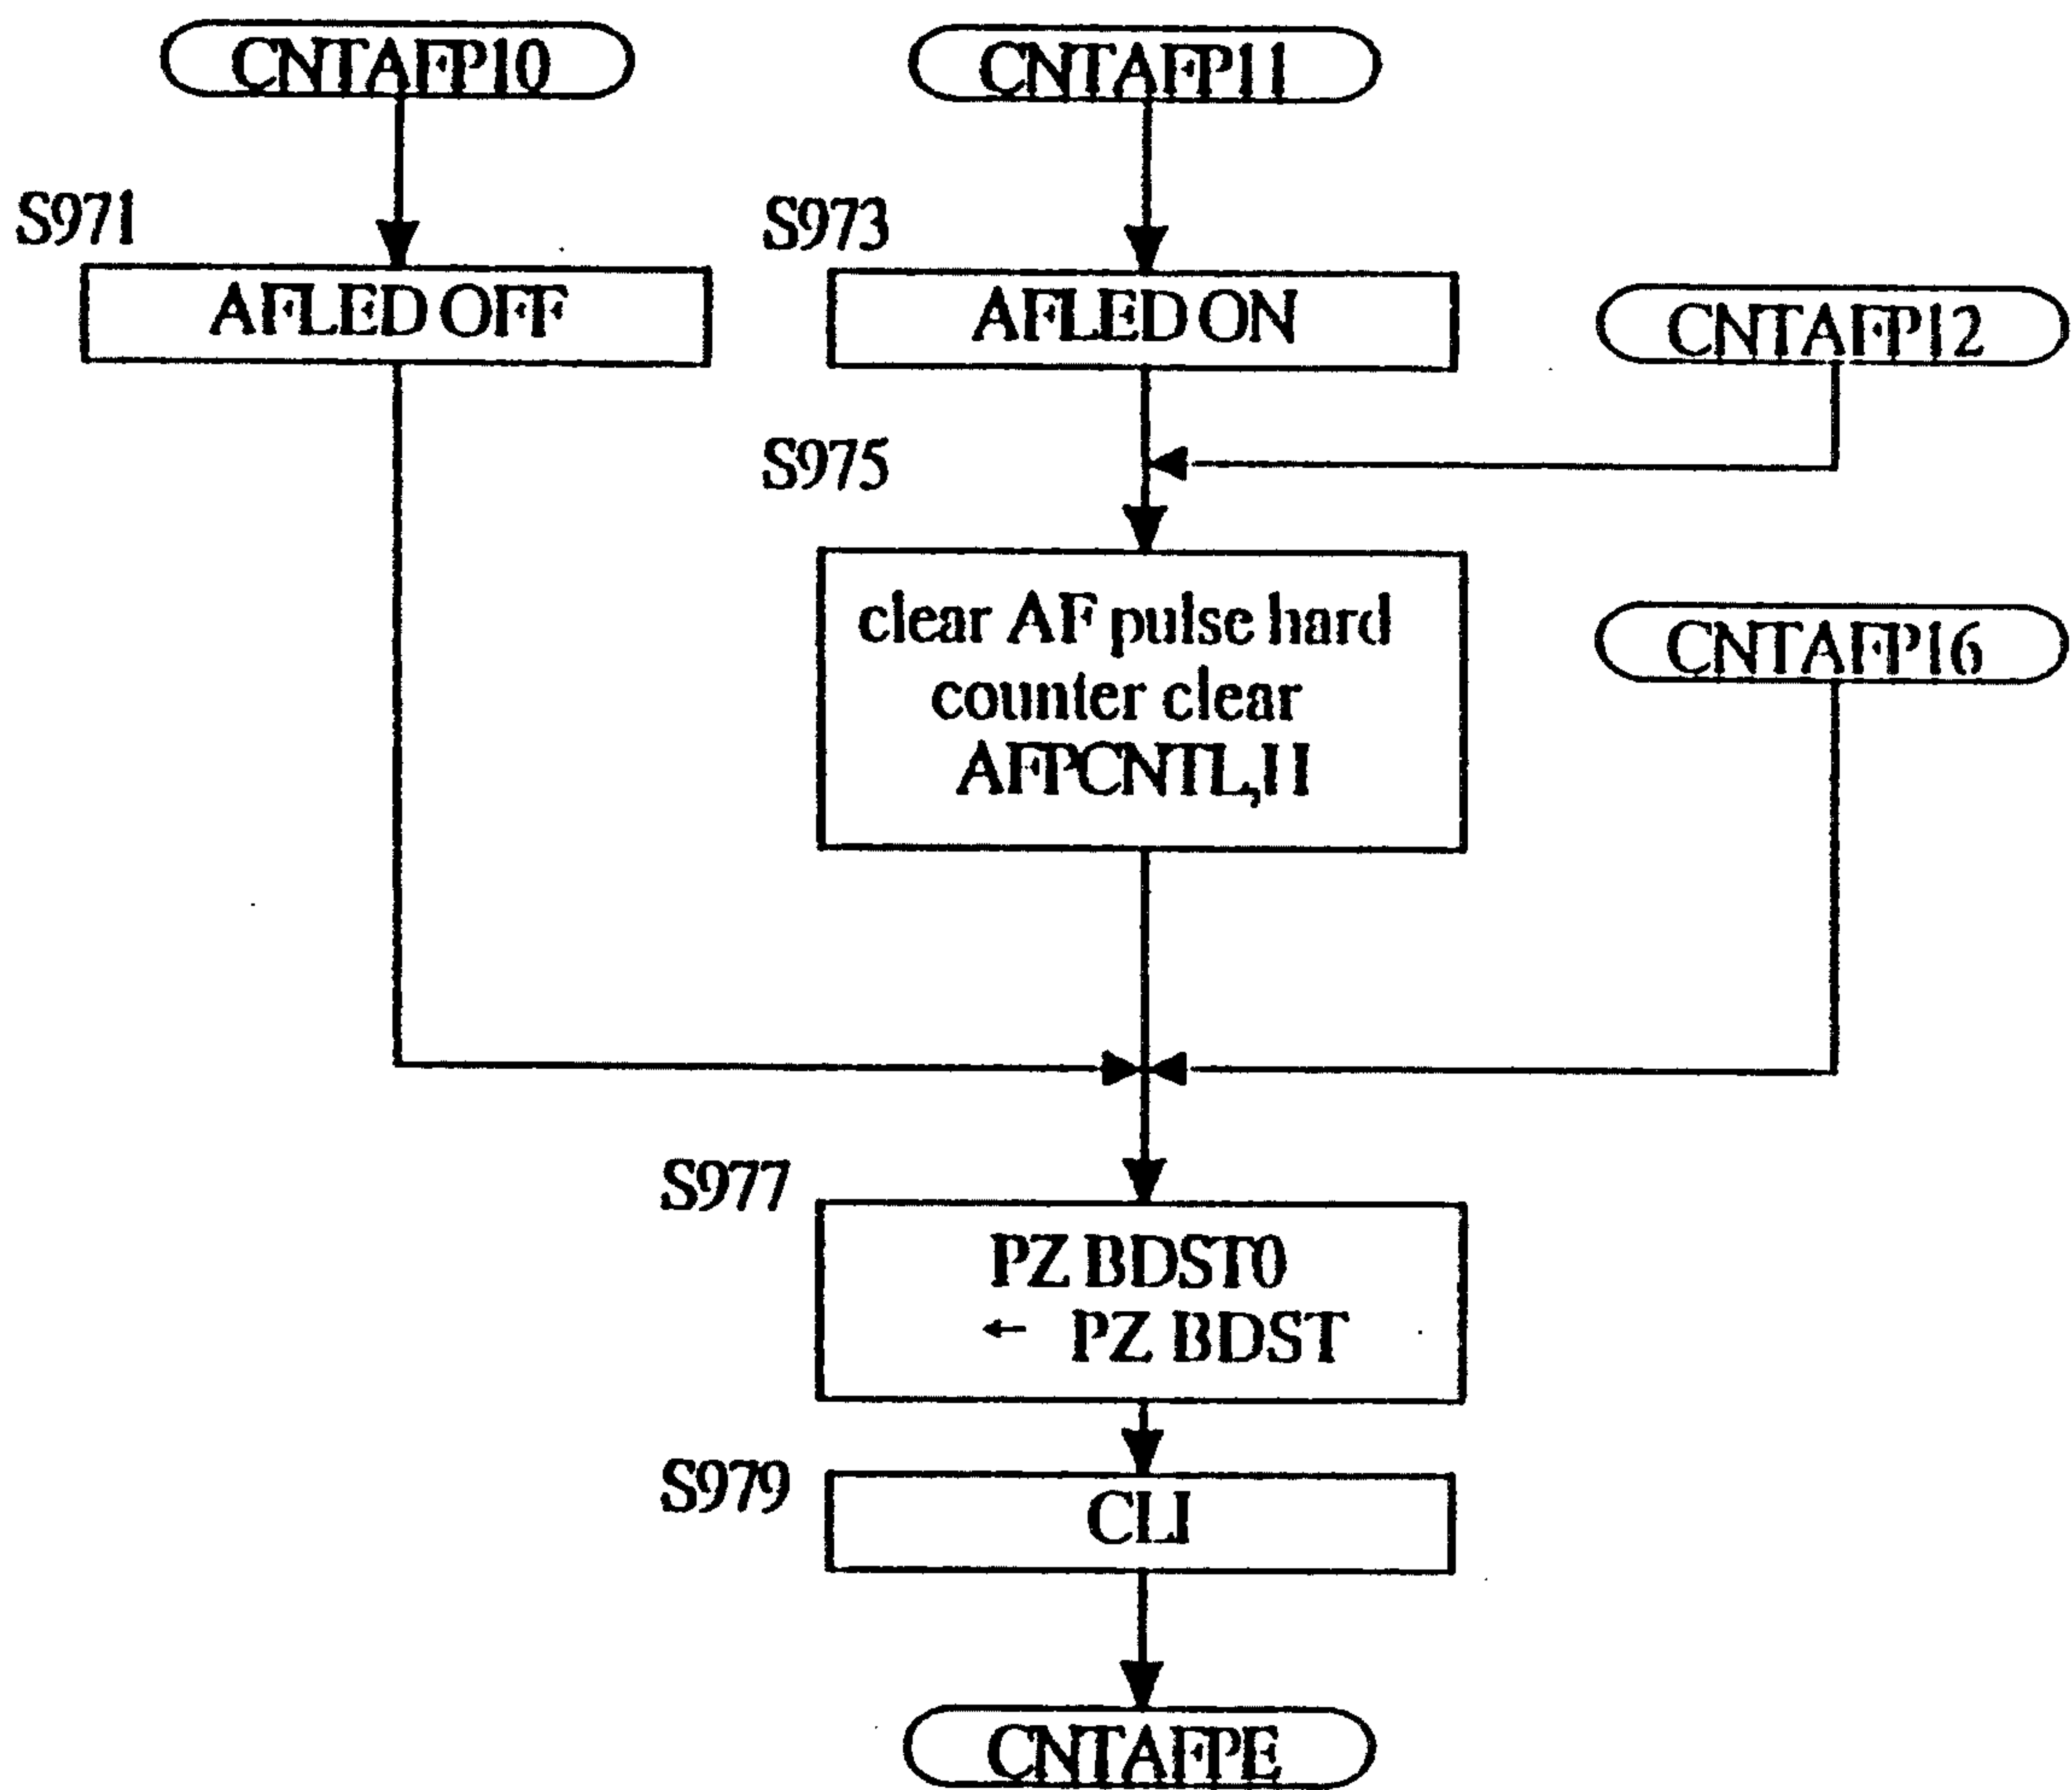 CNTAFP10
CNTAFP11
S971
S973
AFLED OFF
AFLED ON
CNTAFP12
S975
clear AF pulse hard
counter clear
AFPCNTL,H
CNTAFP16
S977
PZ BDST0
← PZ BDST
S979
CLI
CNTAFPE